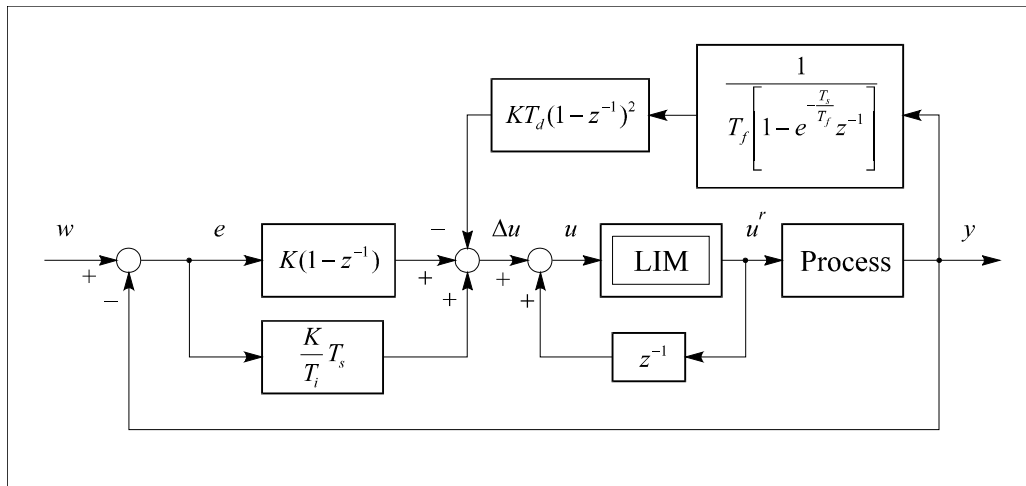 1
KT_d(1−z^{−1})^2
T_f[1−e^{−T_s/T_f}z^{−1}]
w
e
−
Δu
u
u^r
y
K(1−z^{−1})
LIM
Process
+
+
+
−
+
+
K/T_i T_s
z^{−1}